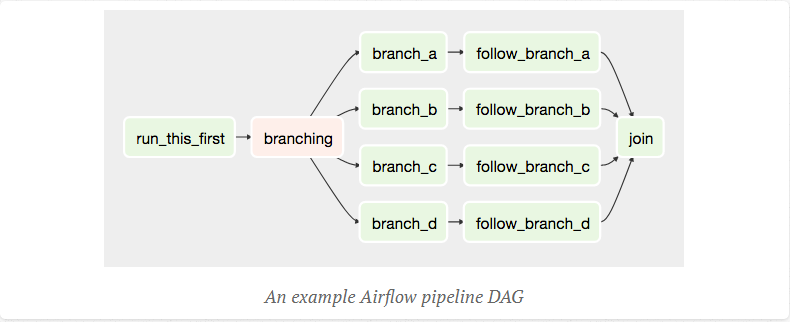 branch_a
follow_branch_a
branch_b
follow_branch_b
run_this_first
branching
join
branch_c
follow_branch_c
branch_d
follow_branch_d
An example Airflow pipeline DAG